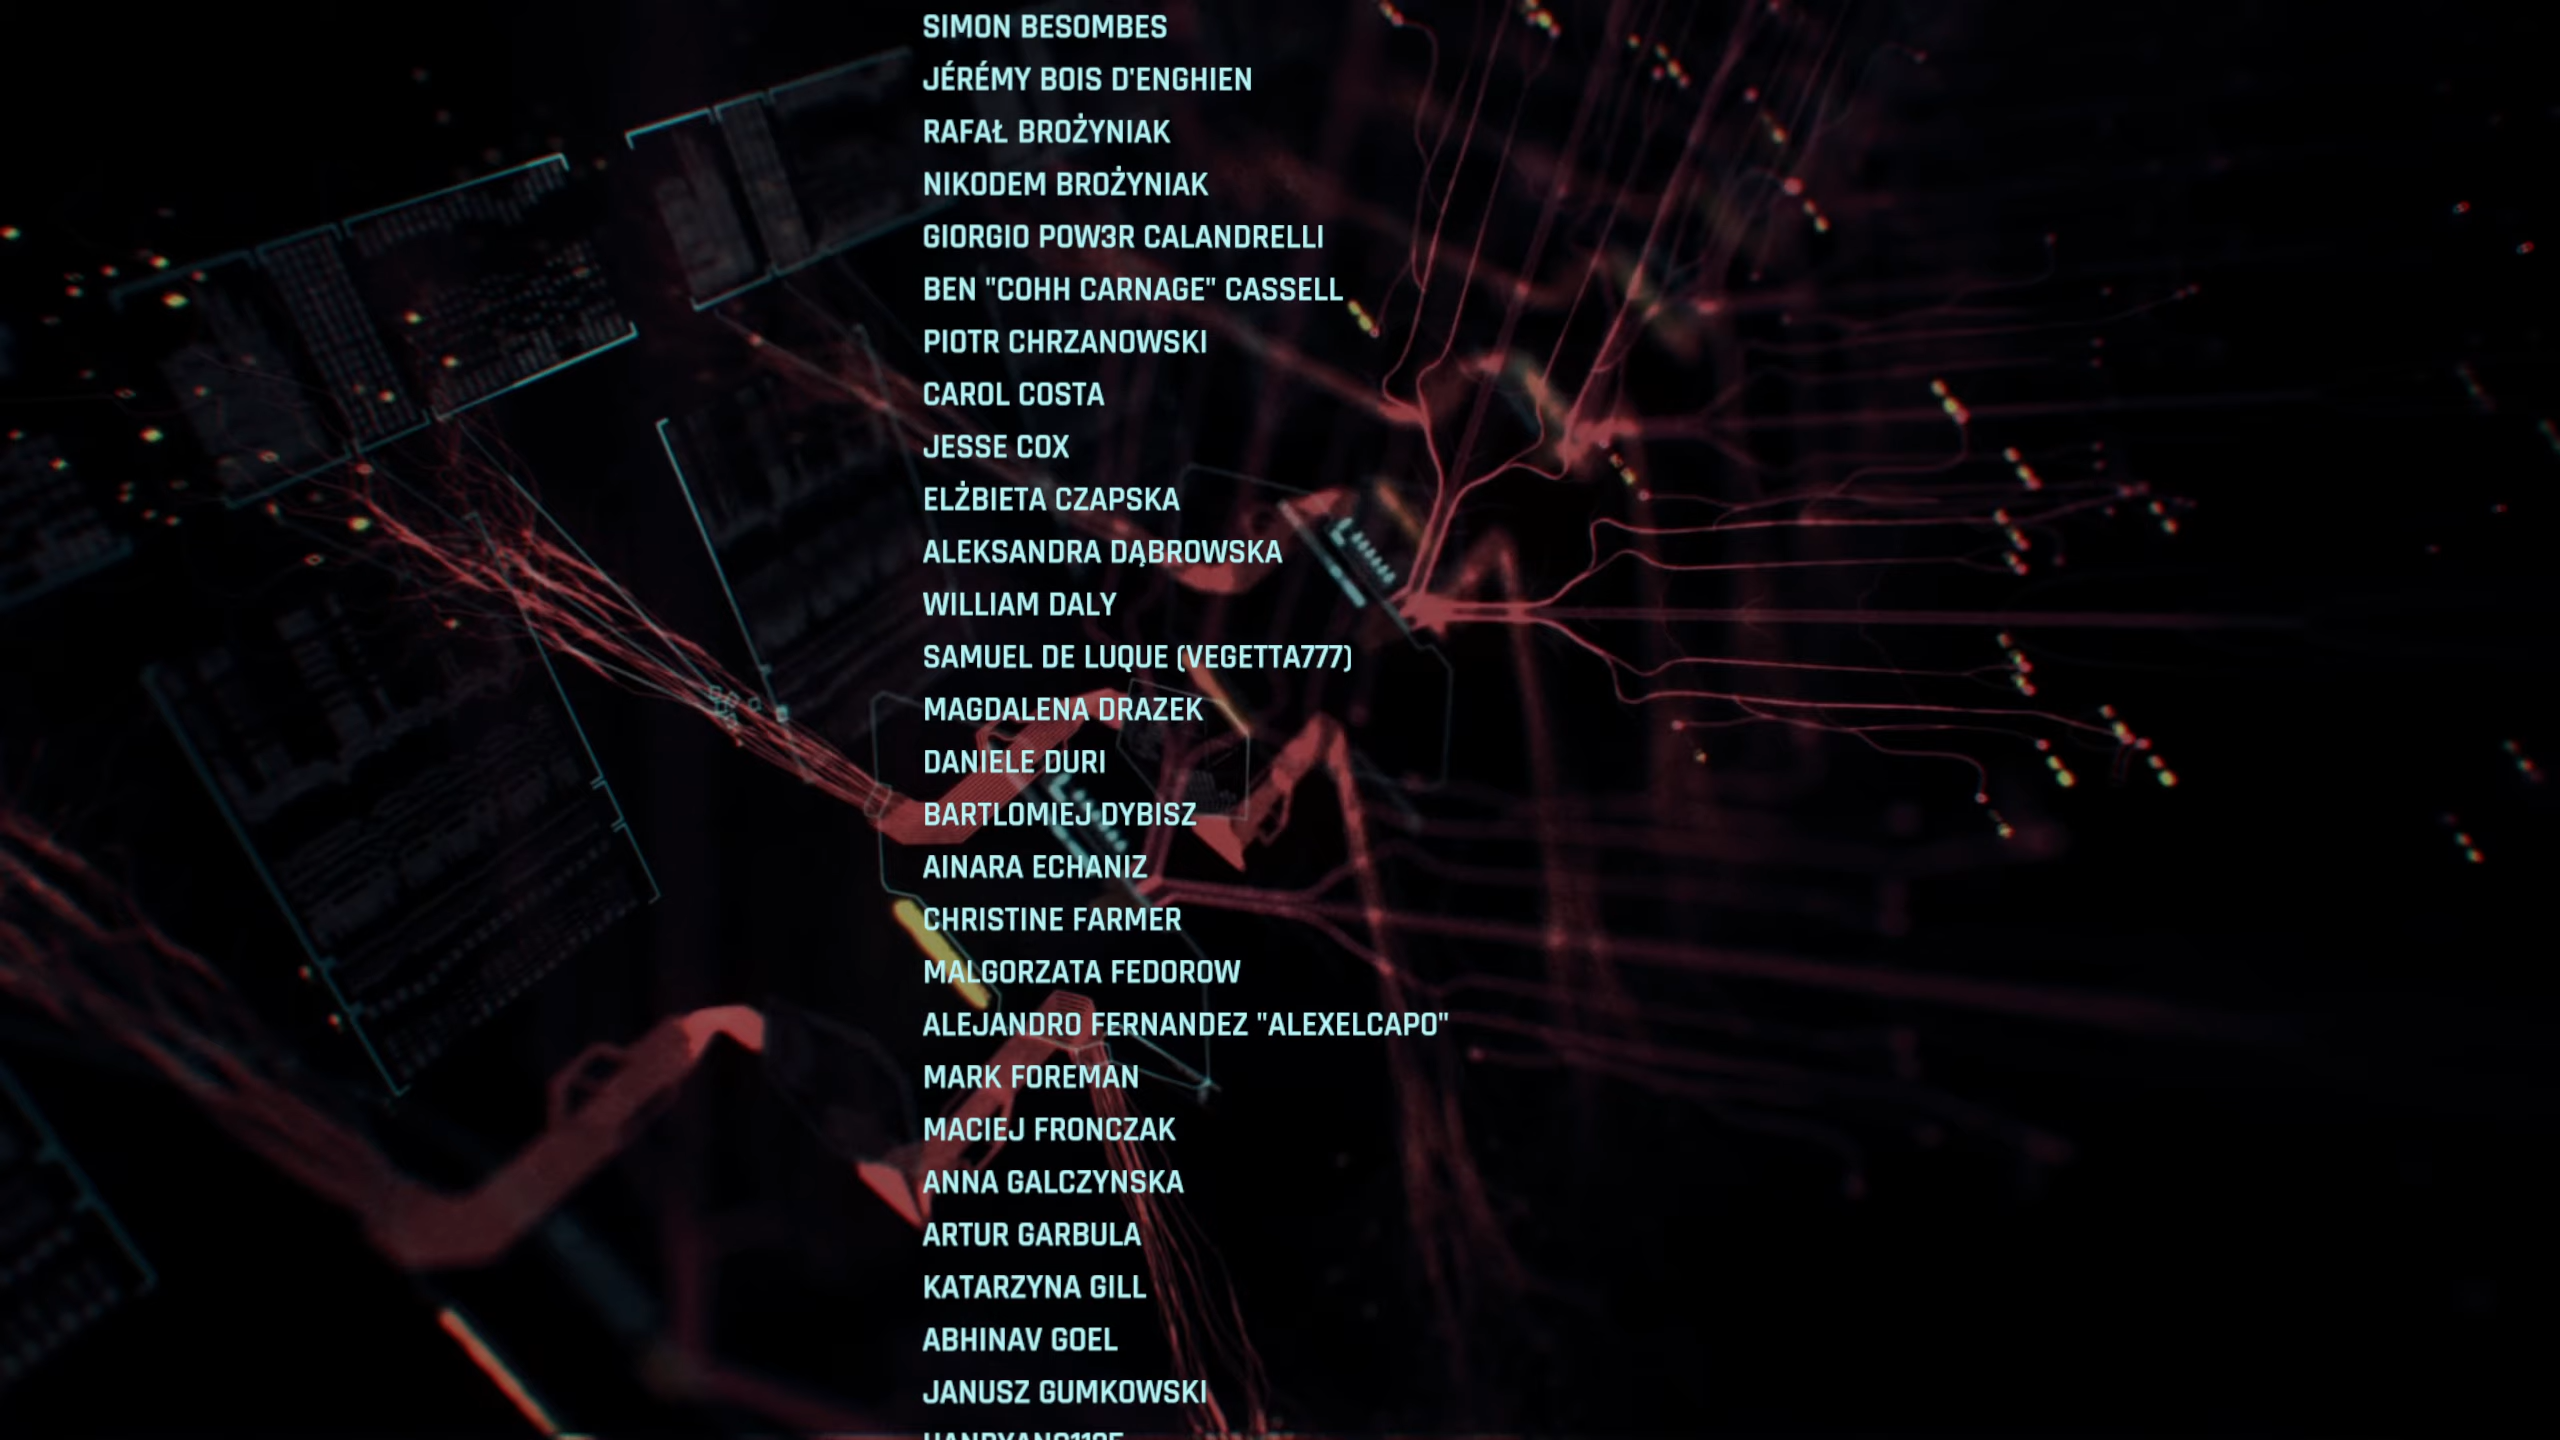 SIMON BESOMBES
JÉRÉMY BOIS D'ENGHIEN
RAFAŁ BROŻYNIAK
NIKODEM BROŻYNIAK
GIORGIO POW3R CALANDRELLI
BEN "COHH CARNAGE" CASSELL
PIOTR CHRZANOWSKI
CAROL COSTA
JESSE COX
ELŻBIETA CZAPSKA
ALEKSANDRA DĄBROWSKA
WILLIAM DALY
SAMUEL DE LUQUE (VEGETTA777)
MAGDALENA DRAZEK
DANIELE DURI
BARTLOMIEJ DYBISZ
AINARA ECHANIZ
CHRISTINE FARMER
MALGORZATA FEDOROW
ALEJANDRO FERNANDEZ "ALEXELCAPO"
MARK FOREMAN
MACIEJ FRONCZAK
ANNA GALCZYNSKA
ARTUR GARBULA
KATARZYNA GILL
ABHINAV GOEL
JANUSZ GUMKOWSKI